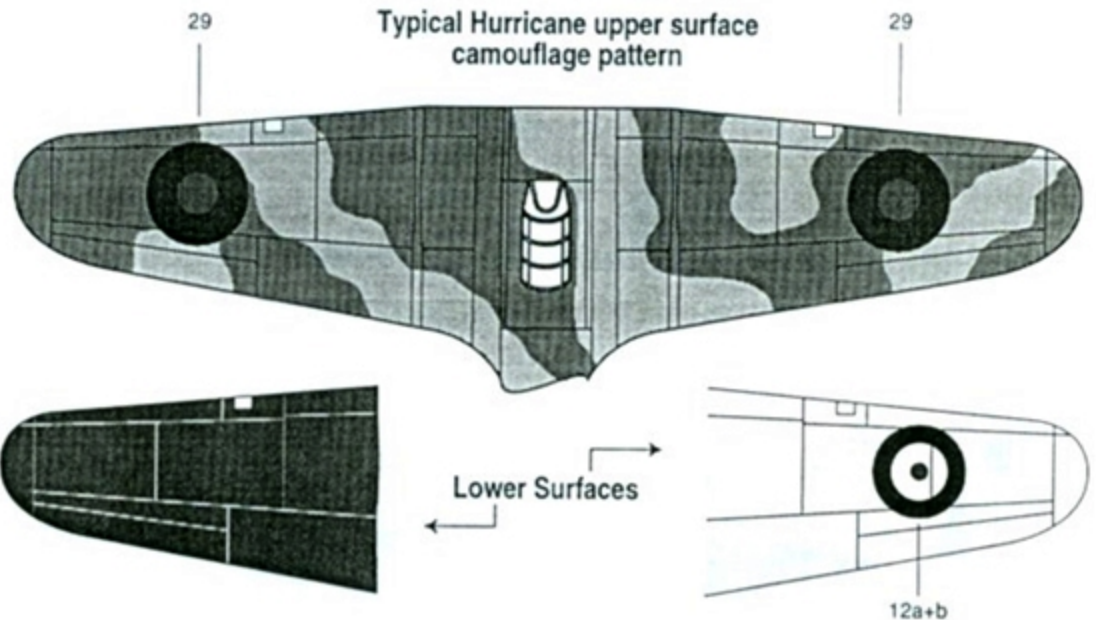 29
Typical Hurricane upper surface
camouflage pattern
29
Lower Surfaces
12a+b